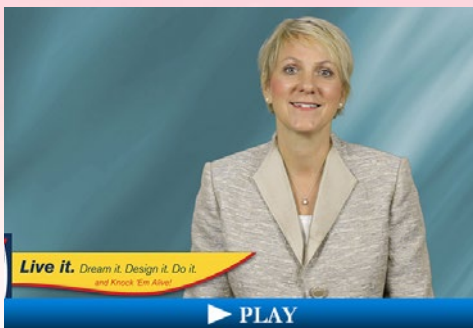 Live it. Dream it. Design it. Do it.
and Knock 'Em Alive!
PLAY